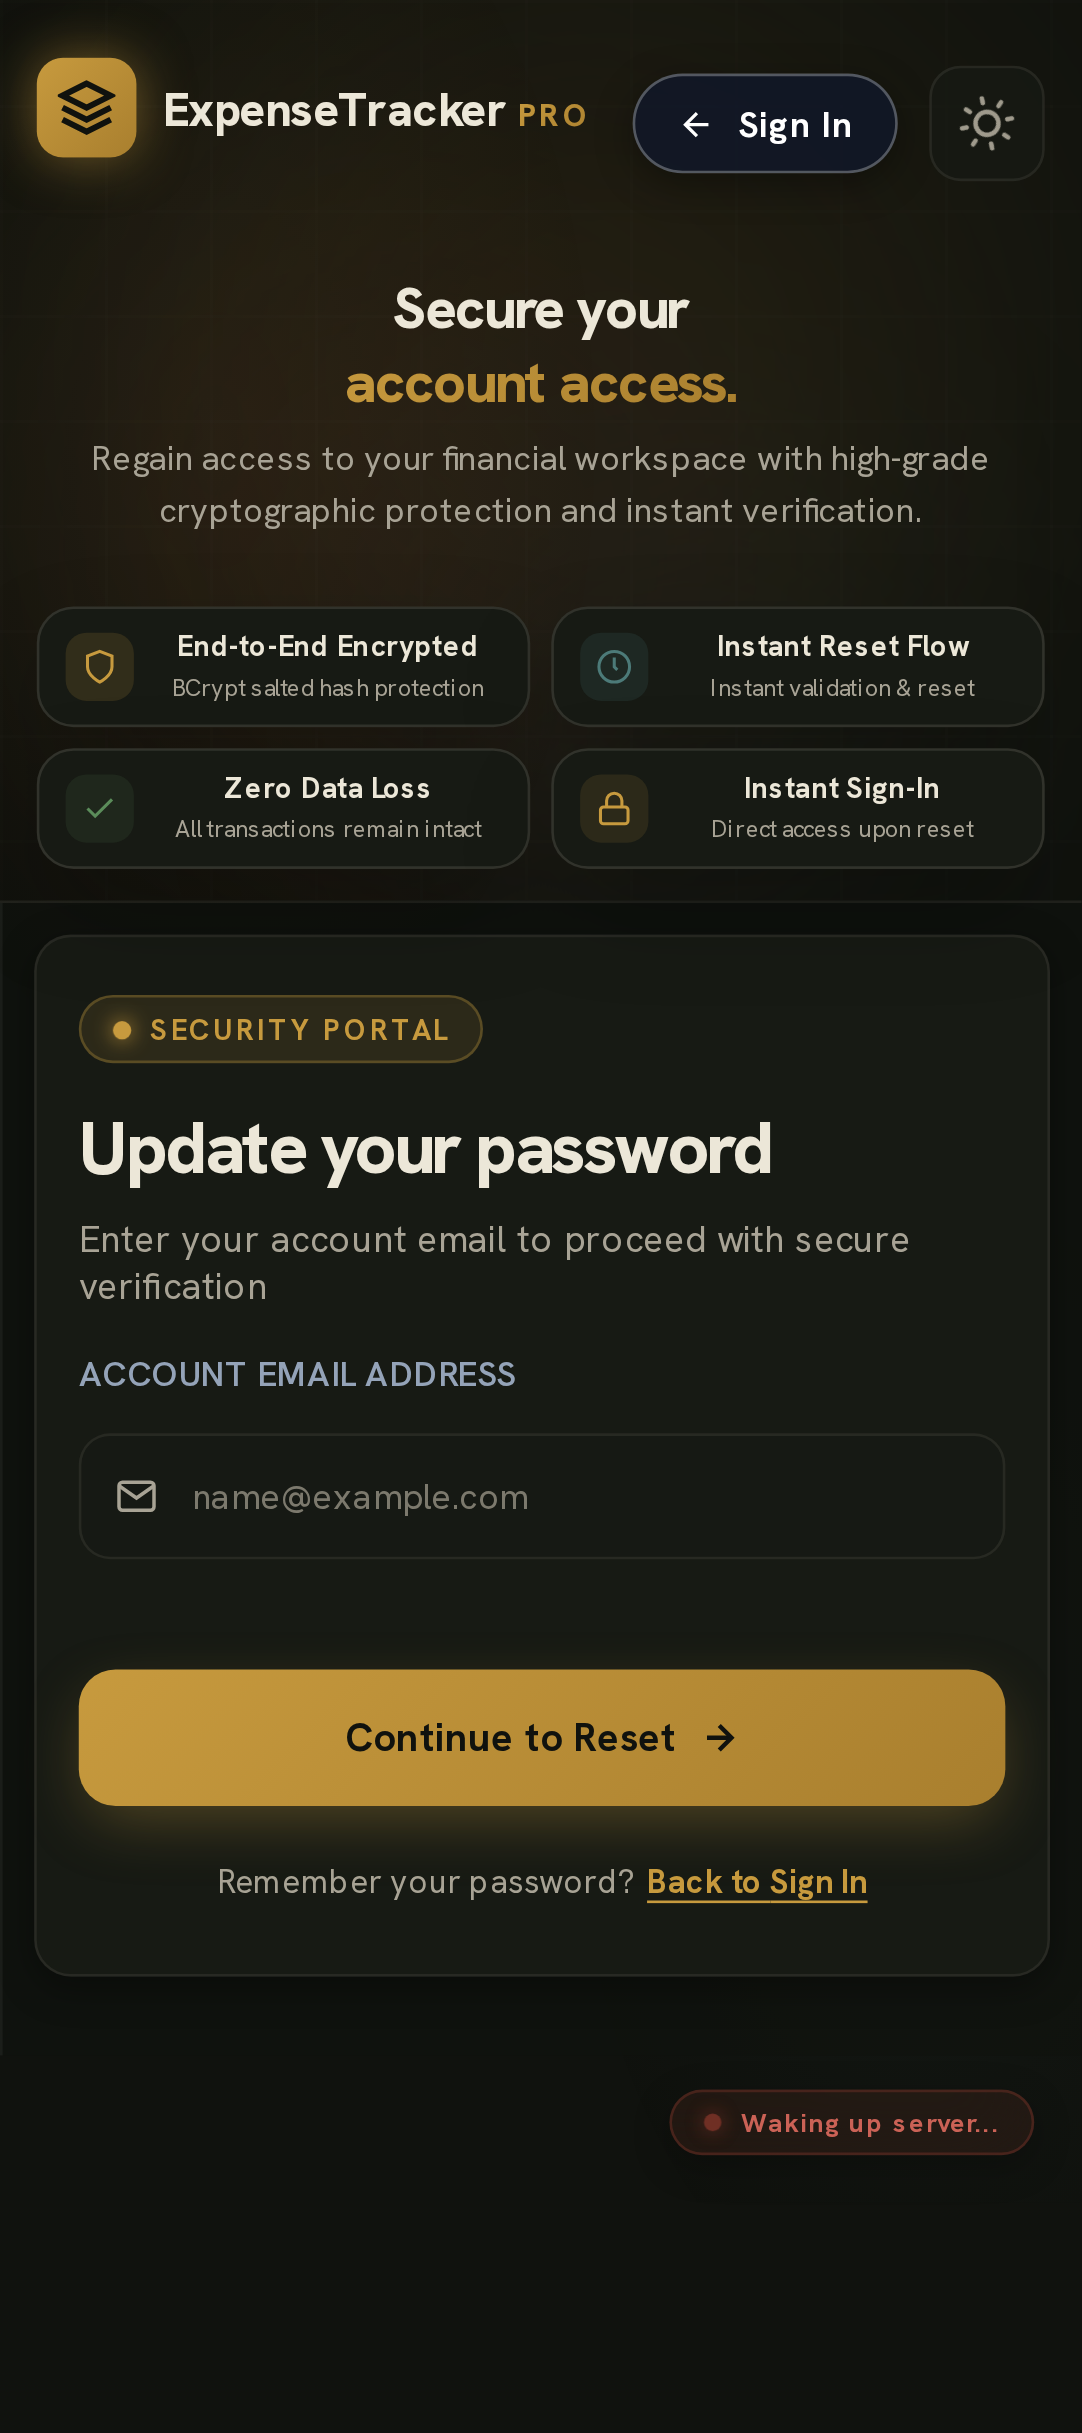 ExpenseTracker PRO
← Sign In
Secure your
account access.
Regain access to your financial workspace with high-grade
cryptographic protection and instant verification.
End-to-End Encrypted
BCrypt salted hash protection
Instant Reset Flow
Instant validation & reset
Zero Data Loss
All transactions remain intact
Instant Sign-In
Direct access upon reset
SECURITY PORTAL
Update your password
Enter your account email to proceed with secure
verification
ACCOUNT EMAIL ADDRESS
name@example.com
Continue to Reset →
Remember your password? Back to Sign In
Waking up server...